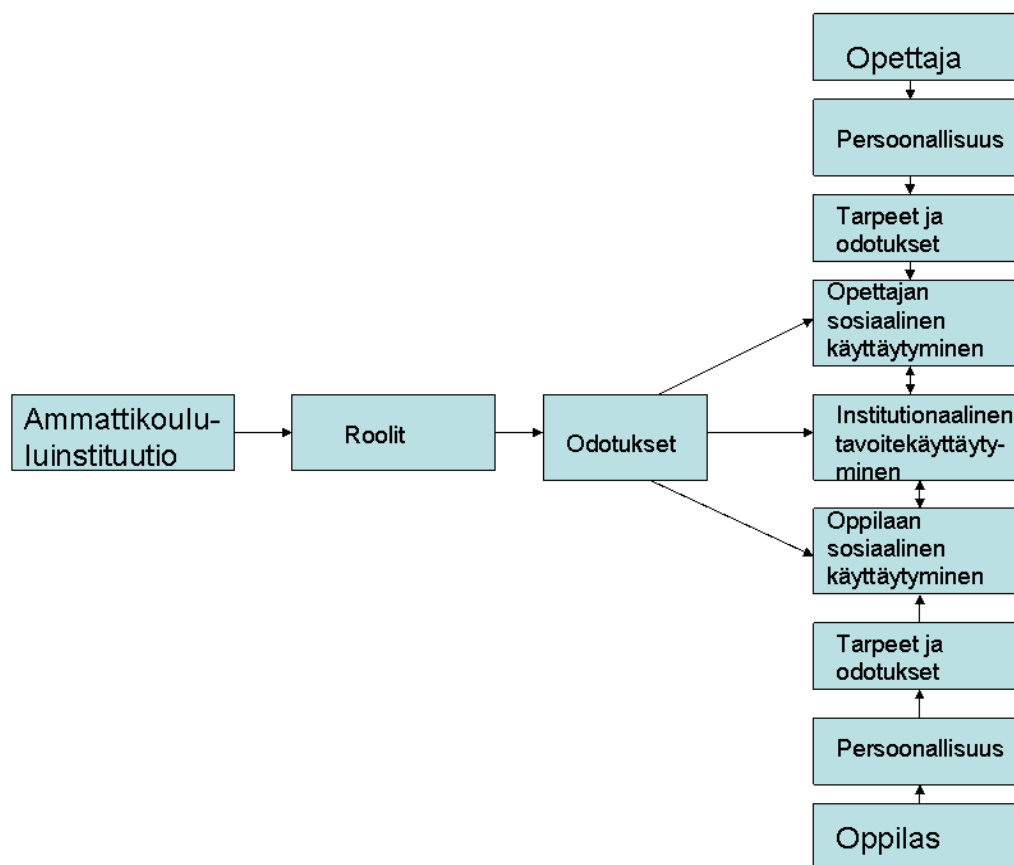 Opettaja
Persoonallisuus
Tarpeet ja
odotukset
Opettajan
sosiaalinen
käyttäytyminen
Ammattikoulu-
luinstituutio
Roolit
Odotukset
Institutionaalinen
tavoitekäyttäyty-
minen
Oppilaan
sosiaalinen
käyttäytyminen
Tarpeet ja
odotukset
Persoonallisuus
Oppilas